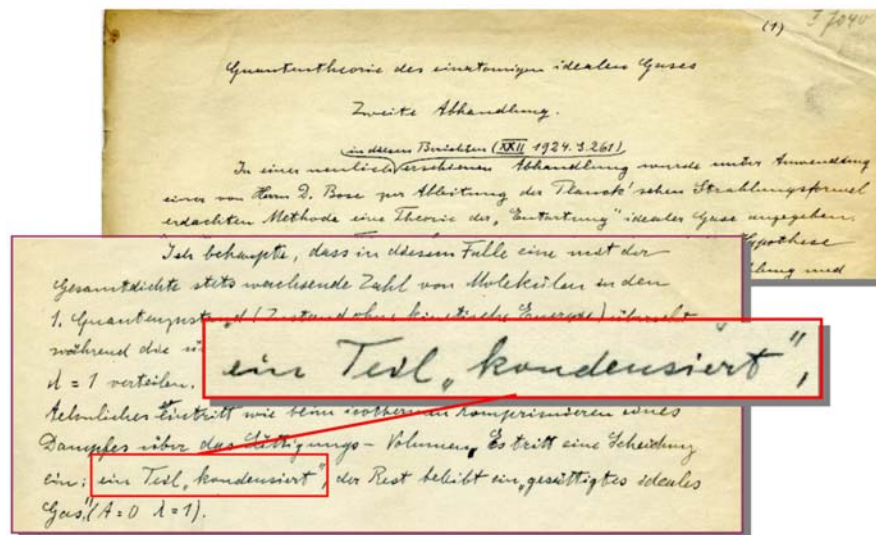 (1)
Quantentheorie des einatomigen idealen Gases
Zweite Abhandlung.
in diesen Berichten (XXII 1924. S. 261)
In einer neulich erschienen Abhandlung wurde unter Anwendung
einer von Herrn D. Bose zur Ableitung der Planck'schen Strahlungsformel
erdachten Methode eine Theorie der „Entartung" idealer Gase angegeben.
Hypothese
und
Ich behaupte, dass in diesem Falle eine mit der
Gesamtdichte stets wachsende Zahl von Molekülen in den
1. Quantenzustand (Zustand ohne kinetische Energie)
während die
λ = 1 verteilen.
ein Teil „kondensiert",
Aehnliches eintritt wie beim isothermen Komprimieren eines
Dampfes über das Sättigungs-Volumen. Es tritt eine Scheidung
ein; ein Teil „kondensiert", der Rest bleibt ein „gesättigtes ideales
Gas" (A=0 λ=1).